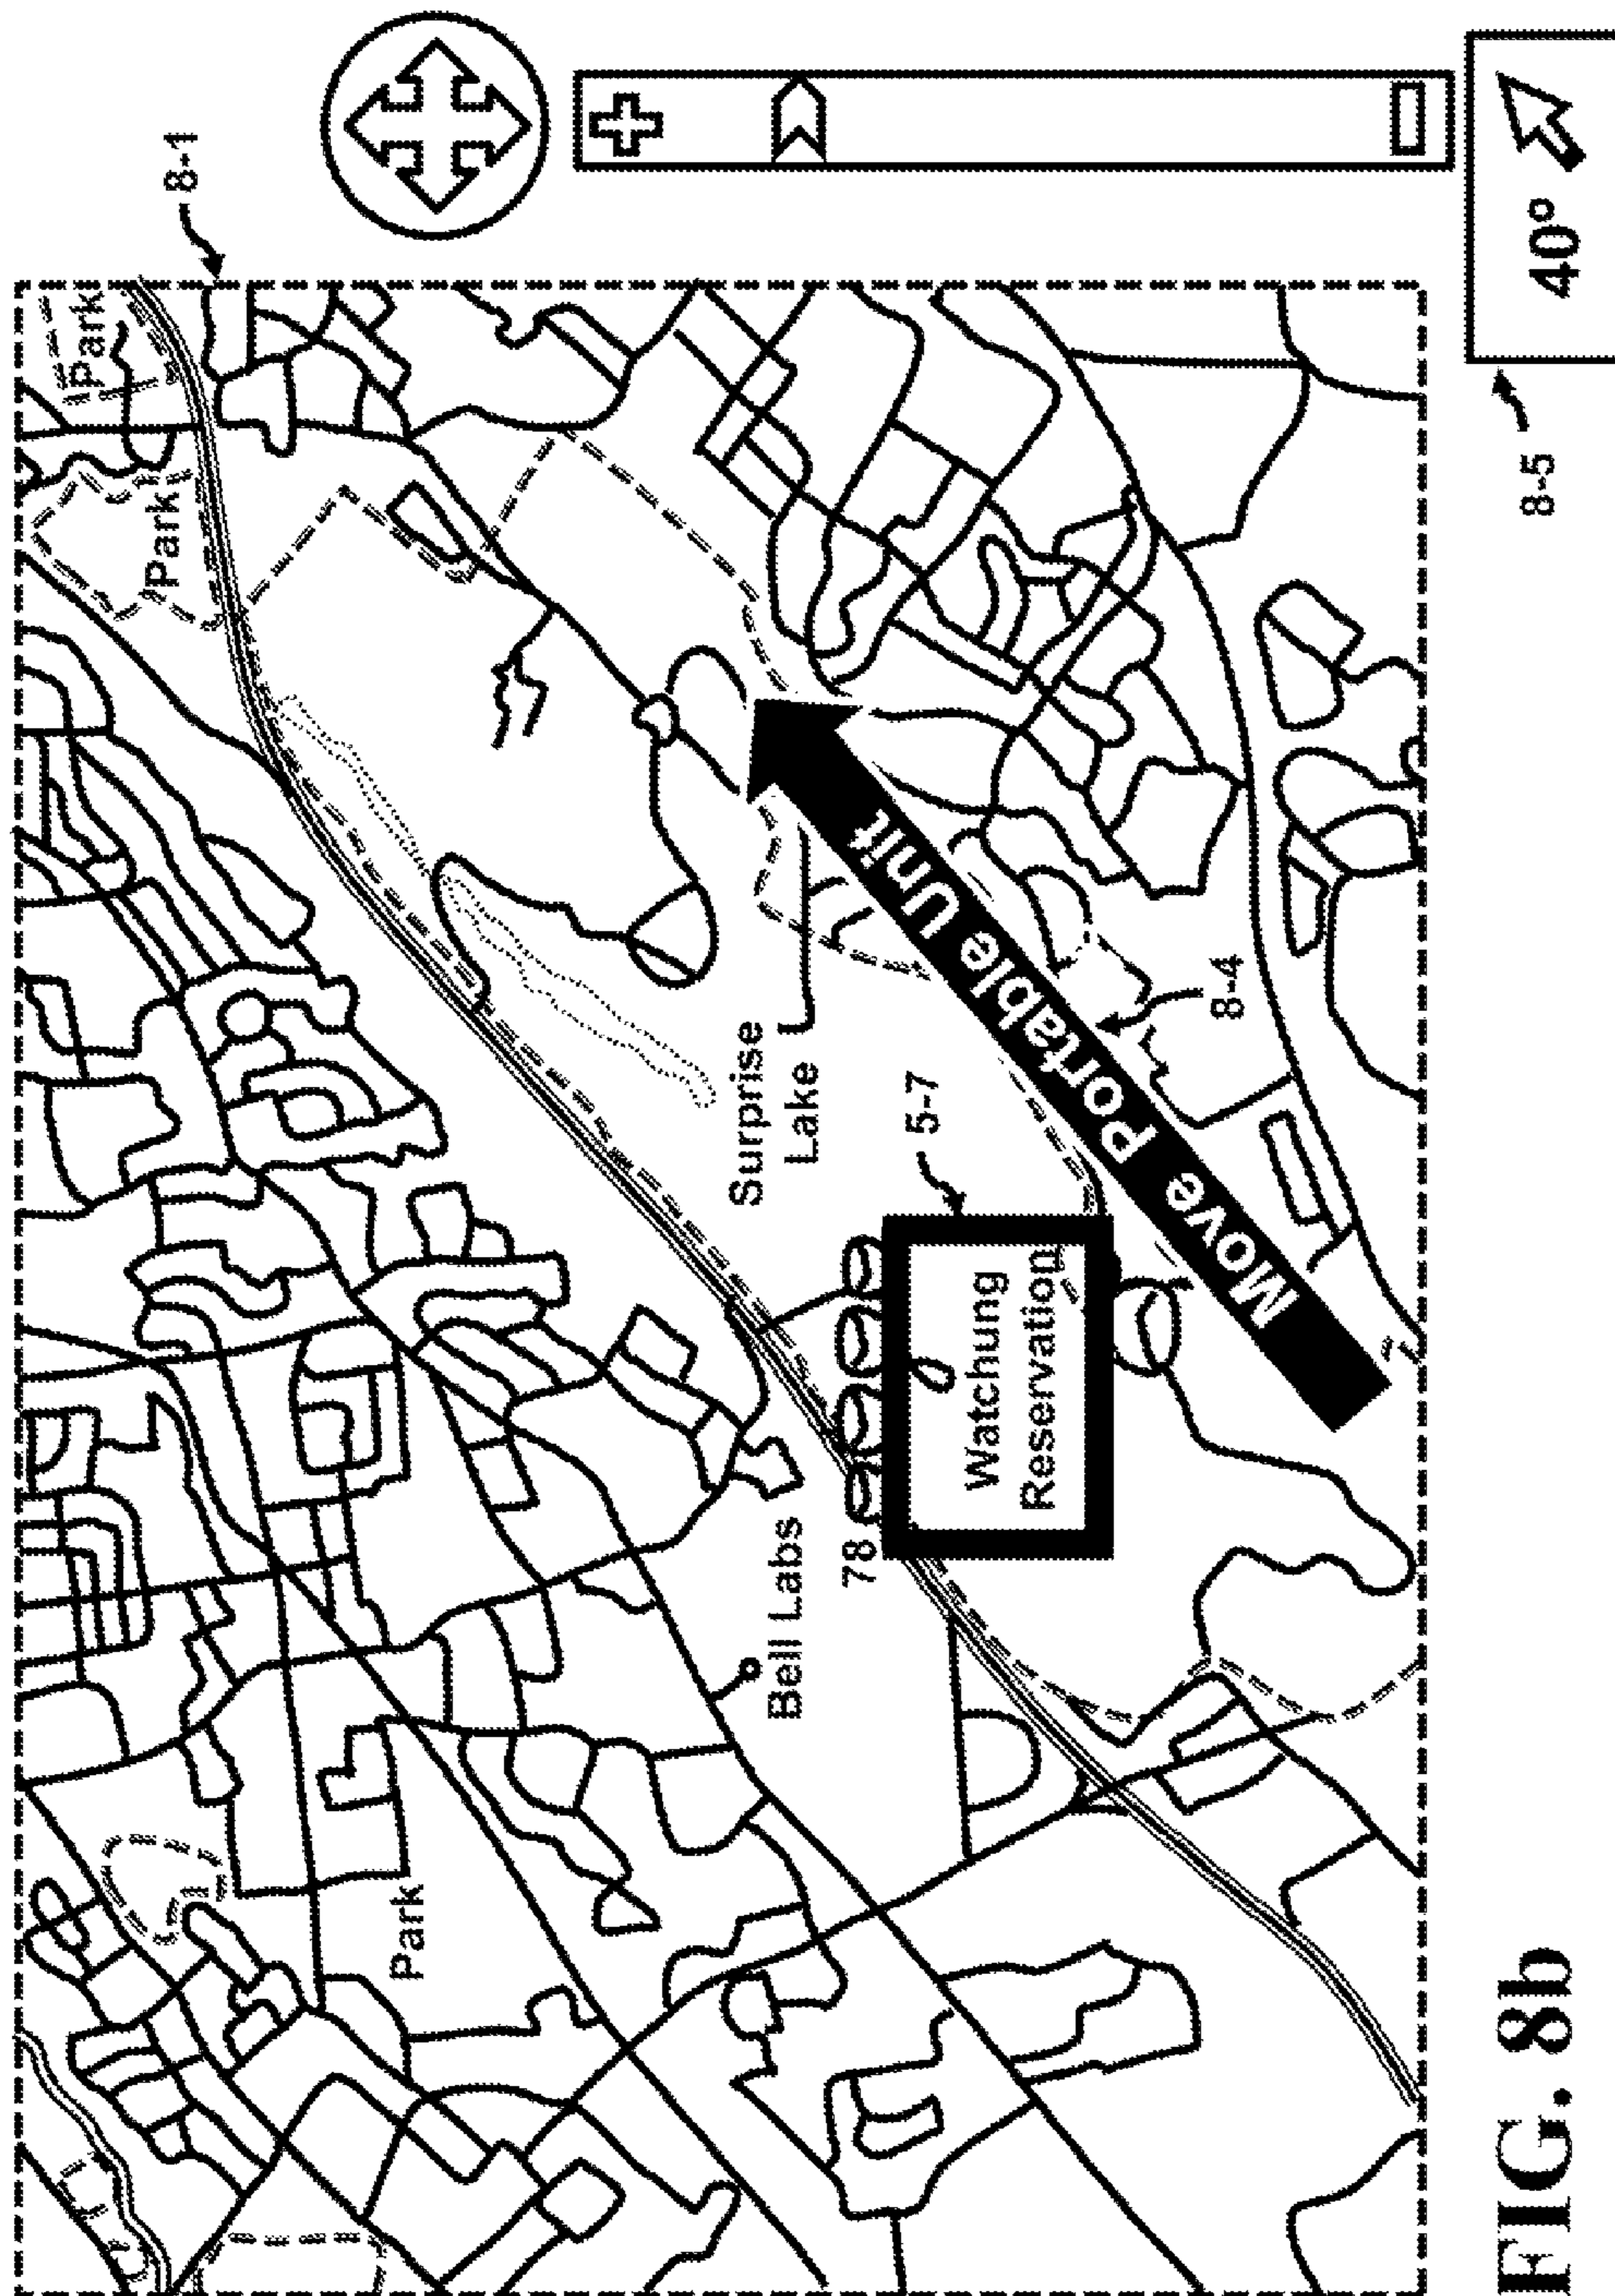 8-1
Park
Park
Park
Surprise
Lake
5-7
Bell Labs
78
Watchung
Reservation
Move Portable Unit
8-4
40°
8-5
FIG. 8b